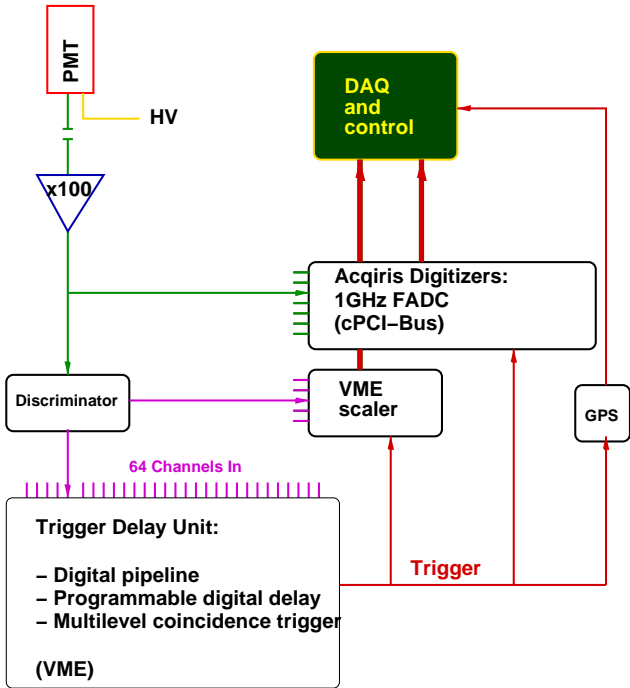 PMT
HV
DAQ
and
control
x100
Acqiris Digitizers:
1GHz FADC
(cPCI–Bus)
Discriminator
VME
scaler
GPS
64 Channels In
Trigger Delay Unit:
– Digital pipeline
– Programmable digital delay
– Multilevel coincidence trigger
(VME)
Trigger